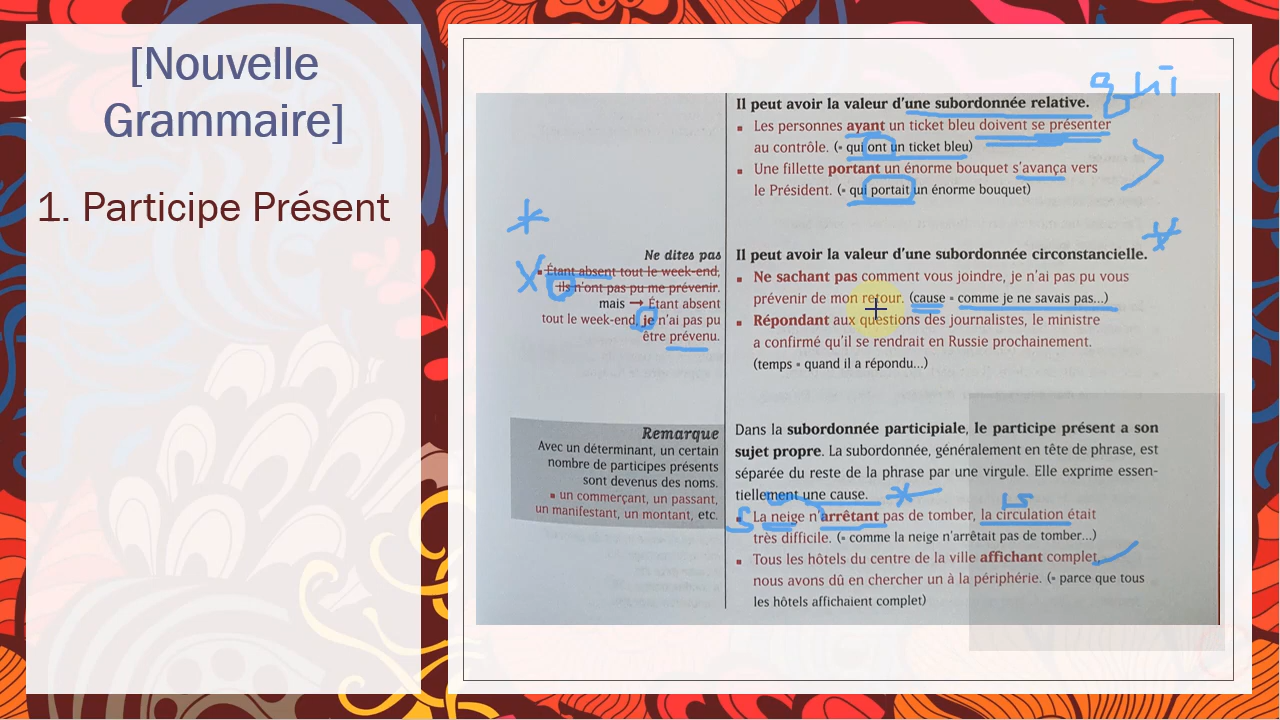 [Nouvelle
Grammaire]
1. Participe Présent
qui
Il peut avoir la valeur d'une subordonnée relative.
▪ Les personnes ayant un ticket bleu doivent se présenter
au contrôle. (= qui ont un ticket bleu)
▪ Une fillette portant un énorme bouquet s'avança vers
le Président. (= qui portait un énorme bouquet)
Ne dites pas
▪ Étant absent tout le week-end,
ils n'ont pas pu me prévenir.
mais → Étant absent
tout le week-end, je n'ai pas pu
être prévenu.
Il peut avoir la valeur d'une subordonnée circonstancielle.
▪ Ne sachant pas comment vous joindre, je n'ai pas pu vous
prévenir de mon retour. (cause = comme je ne savais pas...)
▪ Répondant aux questions des journalistes, le ministre
a confirmé qu'il se rendrait en Russie prochainement.
(temps = quand il a répondu...)
Remarque
Avec un déterminant, un certain
nombre de participes présents
sont devenus des noms.
▪ un commerçant, un passant,
un manifestant, un montant, etc.
Dans la subordonnée participiale, le participe présent a son
sujet propre. La subordonnée, généralement en tête de phrase, est
séparée du reste de la phrase par une virgule. Elle exprime essen-
tiellement une cause.
▪ La neige n'arrêtant pas de tomber, la circulation était
très difficile. (= comme la neige n'arrêtait pas de tomber...)
▪ Tous les hôtels du centre de la ville affichant complet,
nous avons dû en chercher un à la périphérie. (= parce que tous
les hôtels affichaient complet)